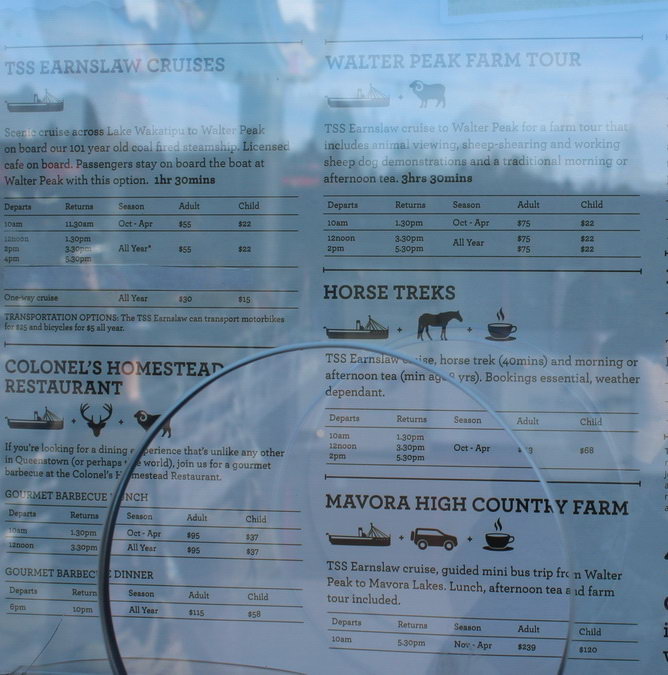 TSS EARNSLAW CRUISES
Scenic cruise across Lake Wakatipu to Walter Peak
on board our 101 year old coal fired steamship. Licensed
cafe on board. Passengers stay on board the boat at
Walter Peak with this option. 1hr 30mins
Departs Returns Season Adult Child
10am 11.30am Oct - Apr $55 $22
12noon 1.30pm
2pm 3.30pm All Year* $55 $22
4pm 5.30pm
One-way cruise All Year $30 $15
TRANSPORTATION OPTIONS: The TSS Earnslaw can transport motorbikes
for $25 and bicycles for $5 all year.
COLONEL'S HOMESTEAD
RESTAURANT
+ +
If you're looking for a dining experience that's unlike any other
in Queenstown (or perhaps the world), join us for a gourmet
barbecue at the Colonel's Homestead Restaurant.
GOURMET BARBECUE LUNCH
Departs Returns Season Adult Child
10am 1.30pm Oct - Apr $95 $37
12noon 3.30pm All Year $95 $37
GOURMET BARBECUE DINNER
Departs Returns Season Adult Child
6pm 10pm All Year $115 $58
WALTER PEAK FARM TOUR
+
TSS Earnslaw cruise to Walter Peak for a farm tour that
includes animal viewing, sheep-shearing and working
sheep dog demonstrations and a traditional morning or
afternoon tea. 3hrs 30mins
Departs Returns Season Adult Child
10am 1.30pm Oct - Apr $75 $22
12noon 3.30pm All Year $75 $22
2pm 5.30pm $75 $22
HORSE TREKS
+ +
TSS Earnslaw cruise, horse trek (40mins) and morning or
afternoon tea (min age 8 yrs). Bookings essential, weather
dependant.
Departs Returns Season Adult Child
10am 1.30pm
12noon 3.30pm Oct - Apr $68
2pm 5.30pm
MAVORA HIGH COUNTRY FARM
+ +
TSS Earnslaw cruise, guided mini bus trip from Walter
Peak to Mavora Lakes. Lunch, afternoon tea and farm
tour included.
Departs Returns Season Adult Child
10am 5.30pm Nov - Apr $239 $120